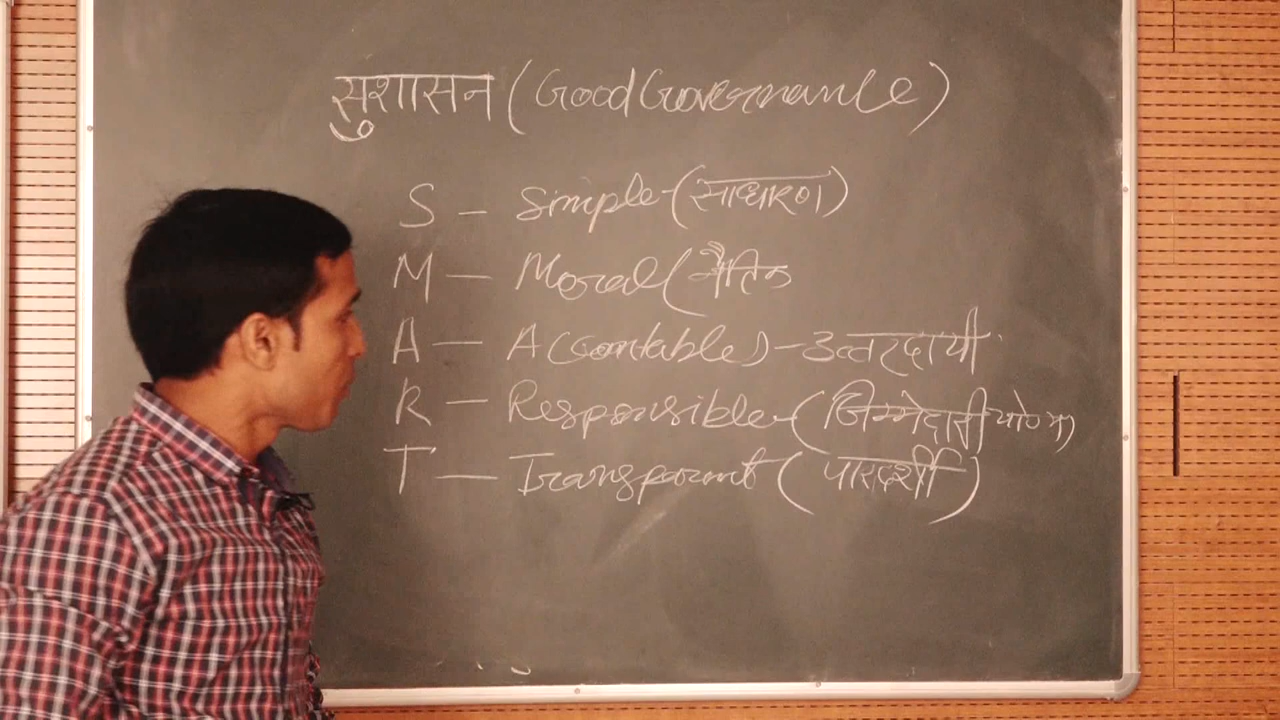 सुशासन (Good Governance)
S - Simple - (साधारण)
M - Moral (नैतिक
A - A(countable) - उत्तरदायी
R - Responsible - (जिम्मेदारी योग्य)
T - Transparent (पारदर्शी)